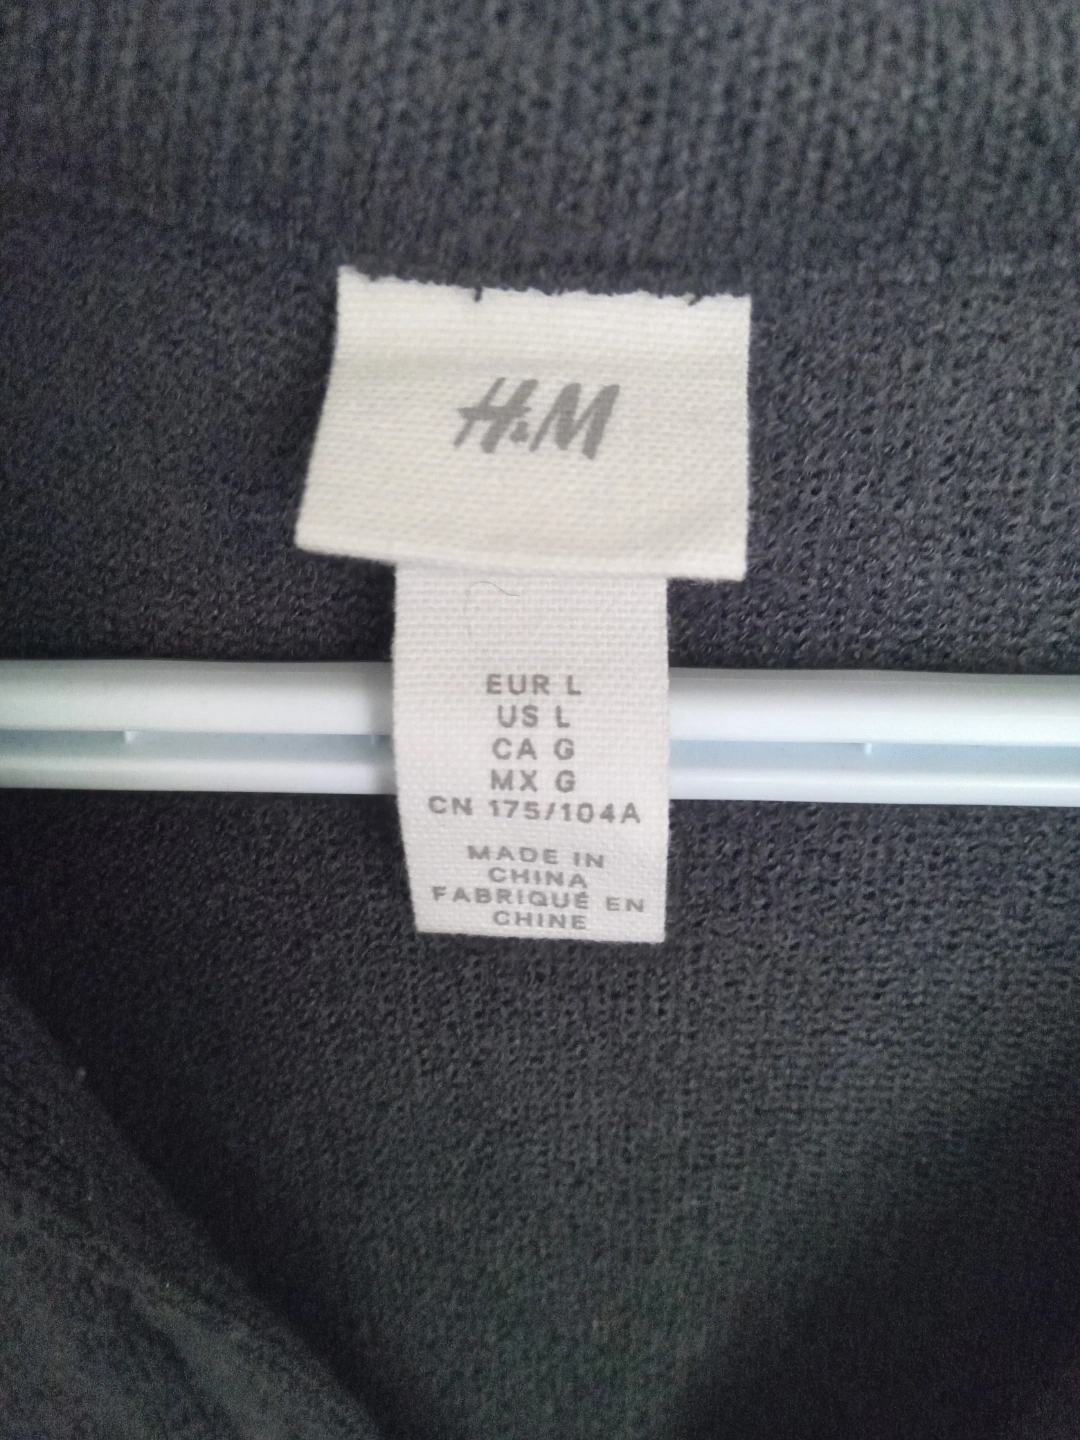 H&M
EUR L
US L
CA G
MX G
CN 175/104A
MADE IN
CHINA
FABRIQUÉ EN
CHINE